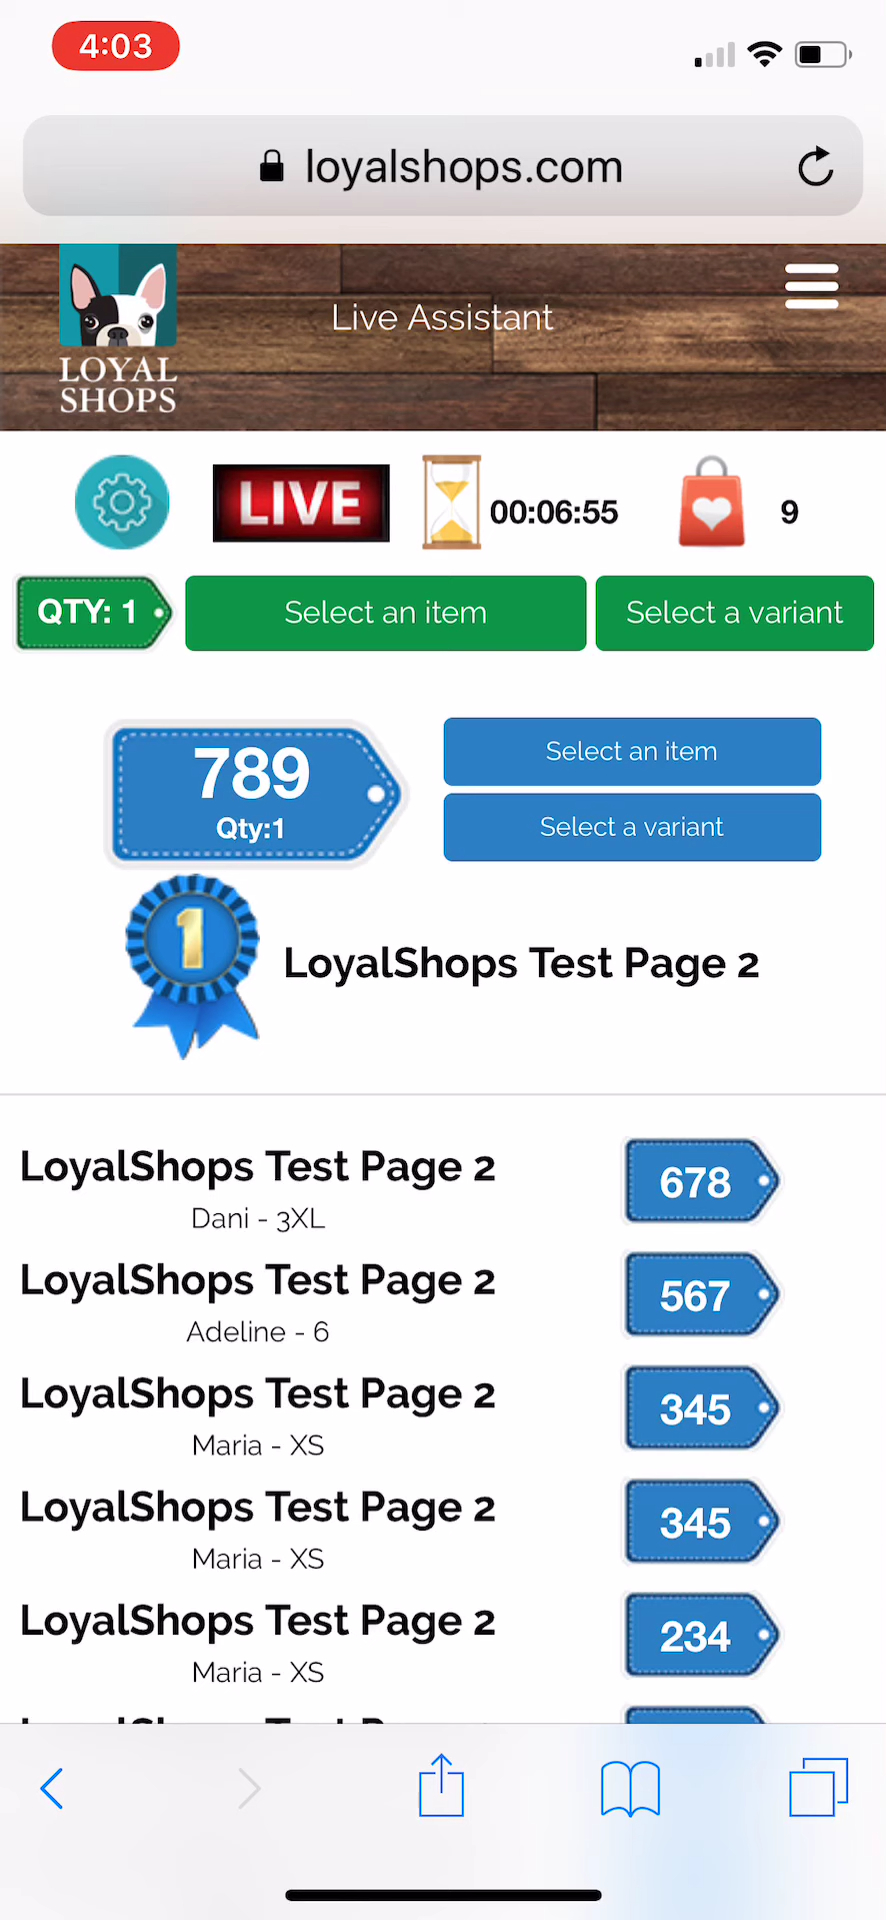 4:03
loyalshops.com
LOYAL
SHOPS
Live Assistant
LIVE
00:06:55
9
QTY: 1
Select an item
Select a variant
789
Qty:1
Select an item
Select a variant
1
LoyalShops Test Page 2
LoyalShops Test Page 2
678
Dani - 3XL
LoyalShops Test Page 2
567
Adeline - 6
LoyalShops Test Page 2
345
Maria - XS
LoyalShops Test Page 2
345
Maria - XS
LoyalShops Test Page 2
234
Maria - XS